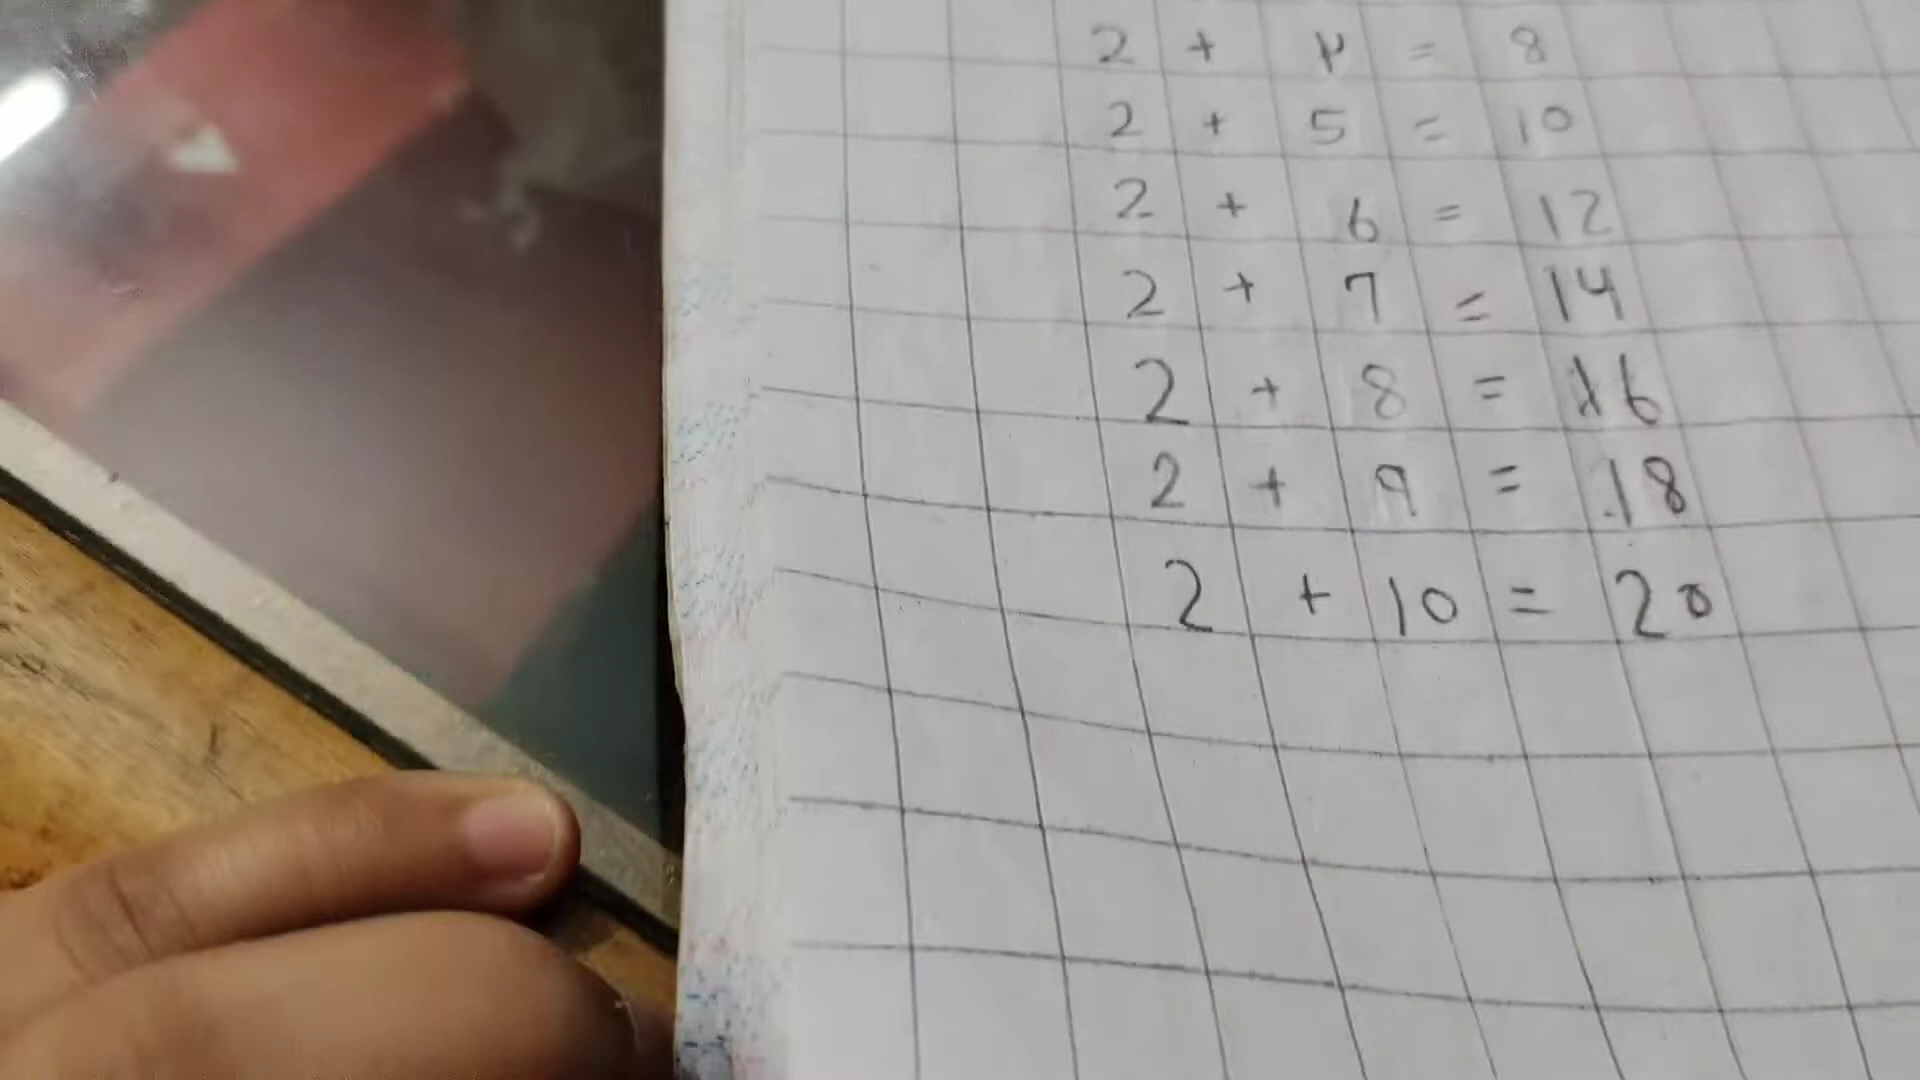 2 + 4 = 8
2 + 5 = 10
2 + 6 = 12
2 + 7 = 14
2 + 8 = 16
2 + 9 = 18
2 + 10 = 20